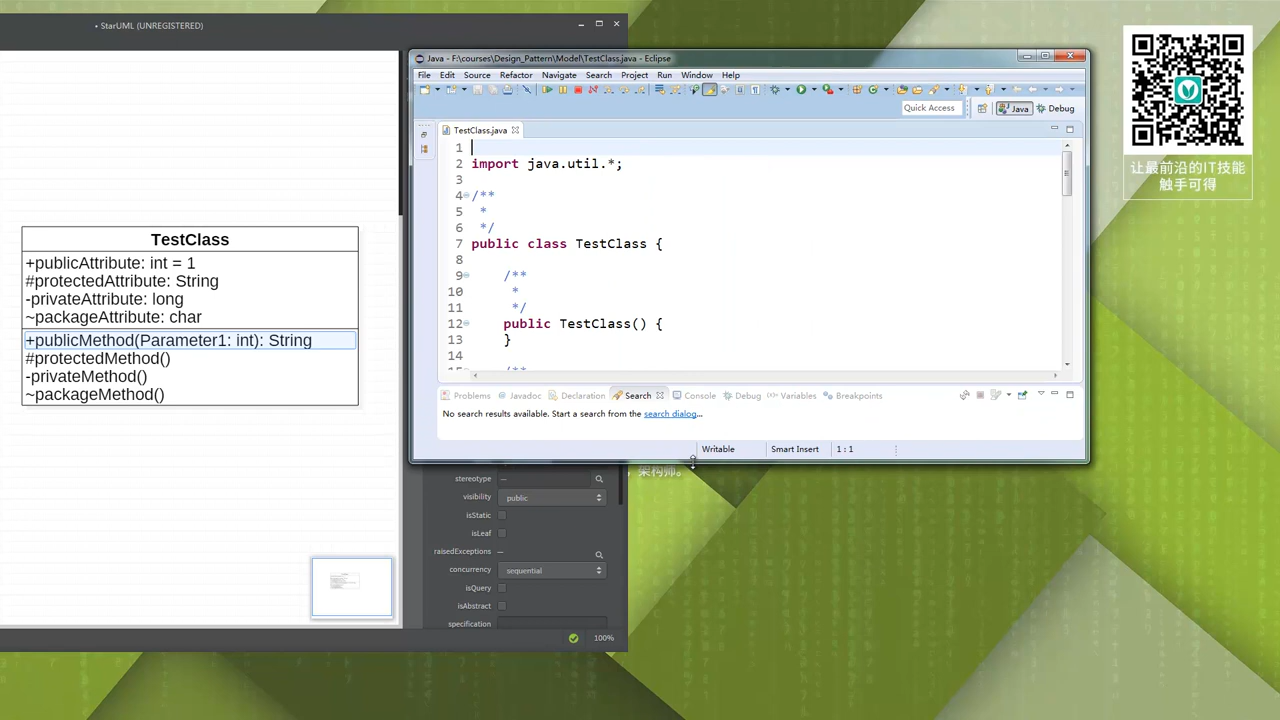 • StarUML (UNREGISTERED)
TestClass
+publicAttribute: int = 1
#protectedAttribute: String
-privateAttribute: long
~packageAttribute: char
+publicMethod(Parameter1: int): String
#protectedMethod()
-privateMethod()
~packageMethod()
Java - F:\courses\Design_Pattern\Model\TestClass.java - Eclipse
File Edit Source Refactor Navigate Search Project Run Window Help
Quick Access Java Debug
TestClass.java
1
2 import java.util.*;
3
4 /**
5 *
6 */
7 public class TestClass {
8
9 /**
10 *
11 */
12 public TestClass() {
13 }
14
Problems Javadoc Declaration Search Console Debug Variables Breakpoints
No search results available. Start a search from the search dialog...
Writable Smart Insert 1 : 1
架构师。
stereotype —
visibility public
isStatic
isLeaf
raisedExceptions —
concurrency sequential
isQuery
isAbstract
specification
100%
让最前沿的IT技能
触手可得